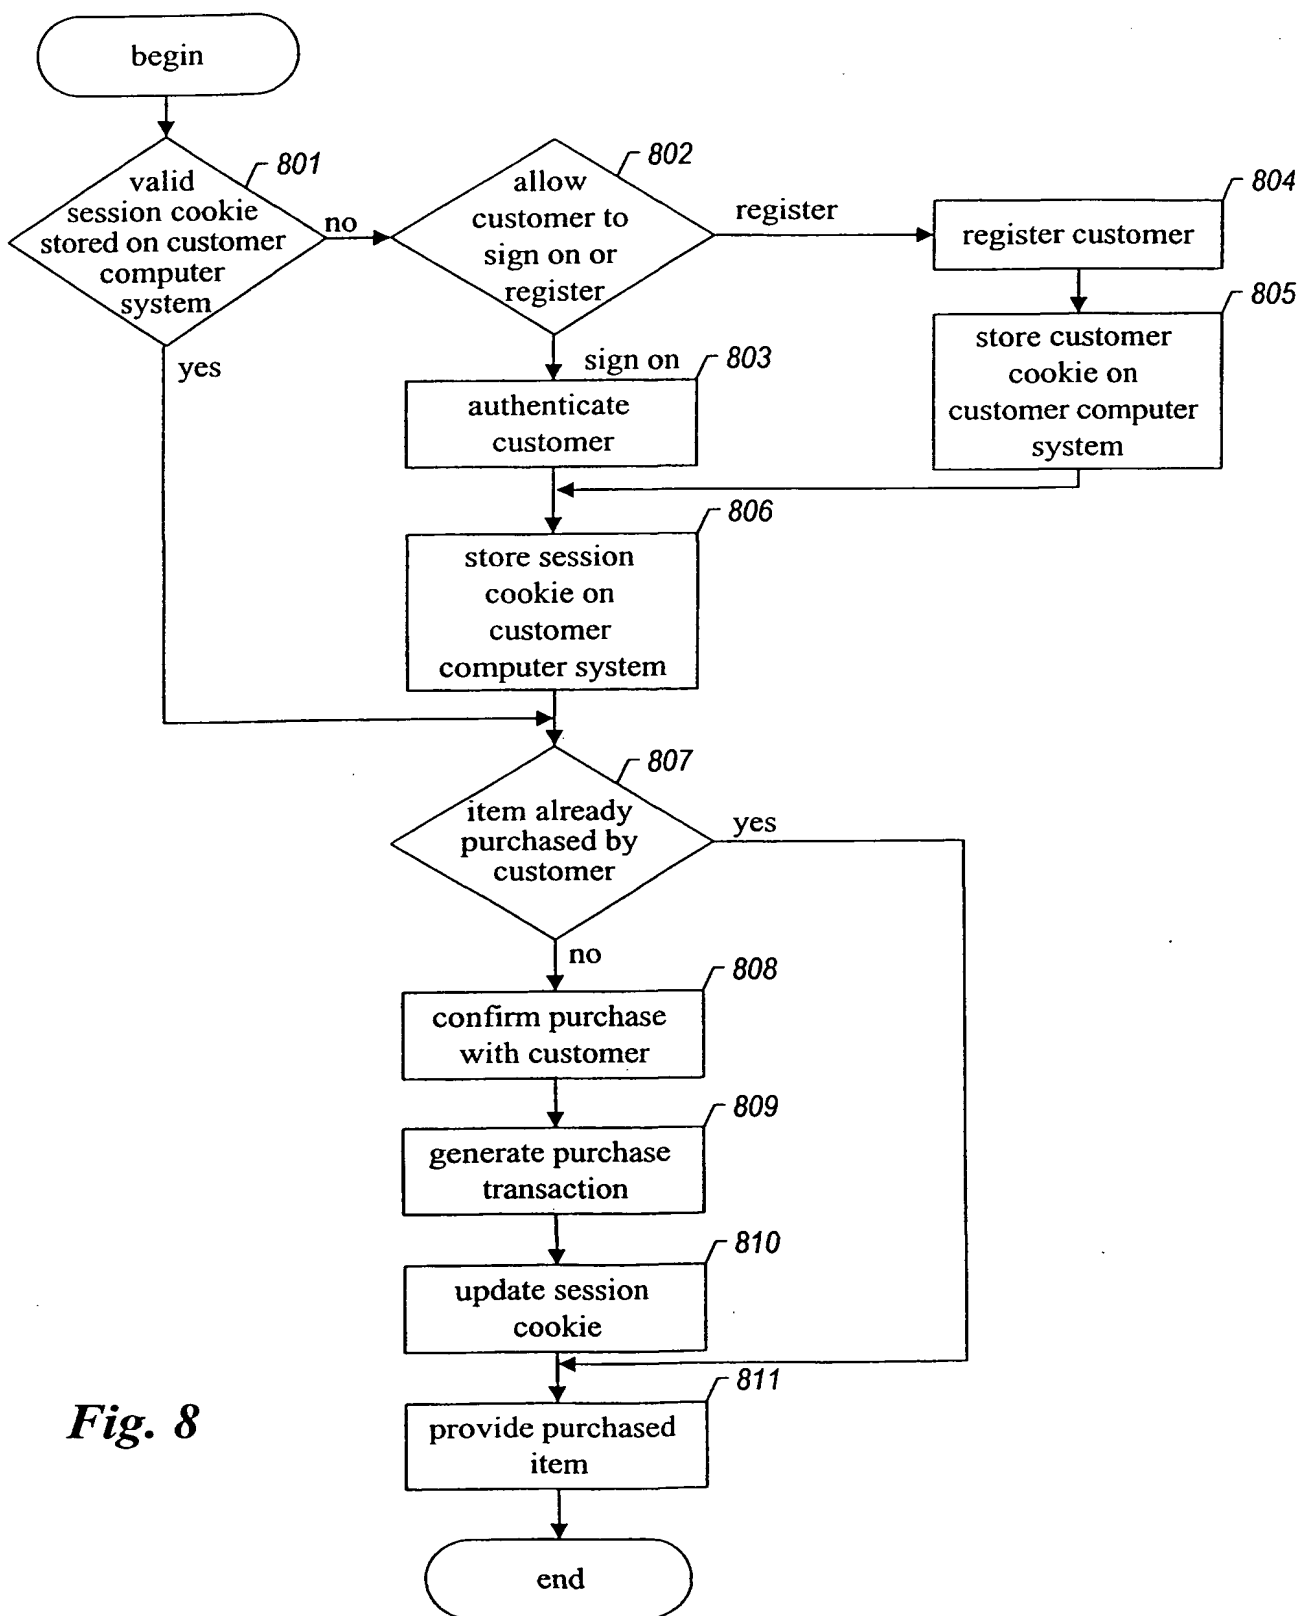 begin
801
valid
session cookie
stored on customer
computer
system
no
yes
802
allow
customer to
sign on or
register
register
sign on
804
register customer
805
store customer
cookie on
customer computer
system
803
authenticate
customer
806
store session
cookie on
customer
computer system
807
item already
purchased by
customer
yes
no
808
confirm purchase
with customer
809
generate purchase
transaction
810
update session
cookie
811
provide purchased
item
end
Fig. 8